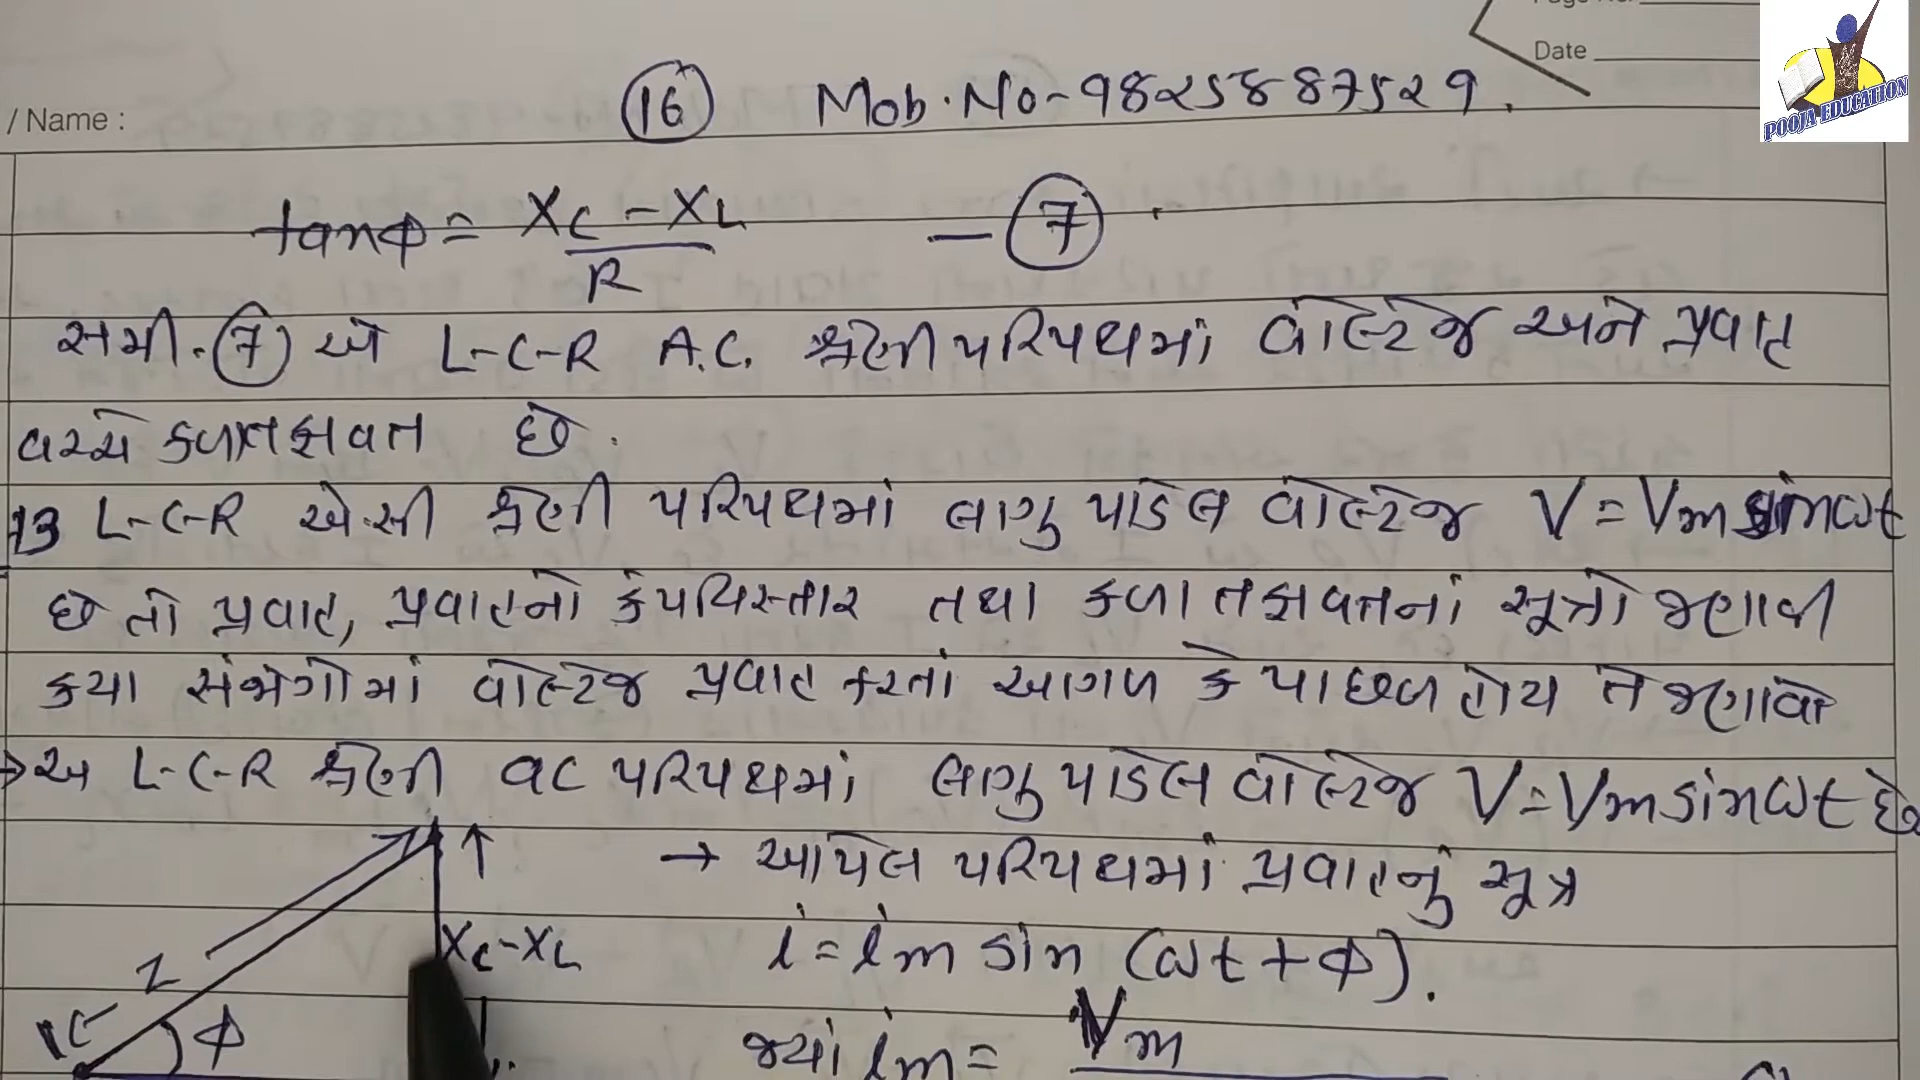 Date
/ Name :
16 Mob. No-9825887529.
POOJA EDUCATION
tanφ = XC - XL / R — 7
સમી.-7 એ L-C-R A.C. શ્રેણી પરિપથમાં વોલ્ટેજ અને પ્રવાહ
વચ્ચે કળાતફાવત છે.
13 L-C-R એ.સી શ્રેણી પરિપથમાં લાગુ પાડેલ વોલ્ટેજ V = Vm sinωt
છે તો પ્રવાહ, પ્રવાહનો કંપવિસ્તાર તથા કળાતફાવતનાં સૂત્રો જણાવી
કયા સંજોગોમાં વોલ્ટેજ પ્રવાહ કરતાં આગળ કે પાછળ હોય તે જણાવો
→ અ L-C-R શ્રેણી ac પરિપથમાં લાગુ પાડેલ વોલ્ટેજ V = Vm sinωt છે
→ આપેલ પરિપથમાં પ્રવાહનું સૂત્ર
Z XC - XL i = im sin (ωt + φ).
φ જ્યાં im = Vm